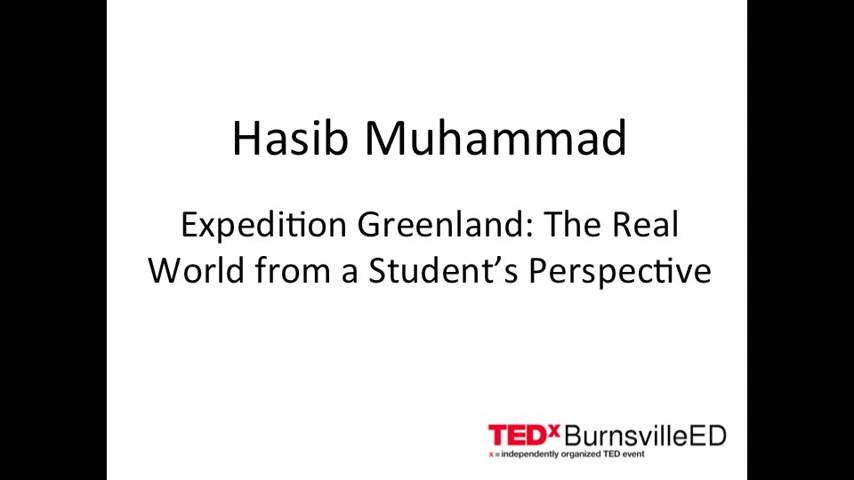 Hasib Muhammad
Expedition Greenland: The Real
World from a Student’s Perspective
TEDx BurnsvilleED
x = independently organized TED event